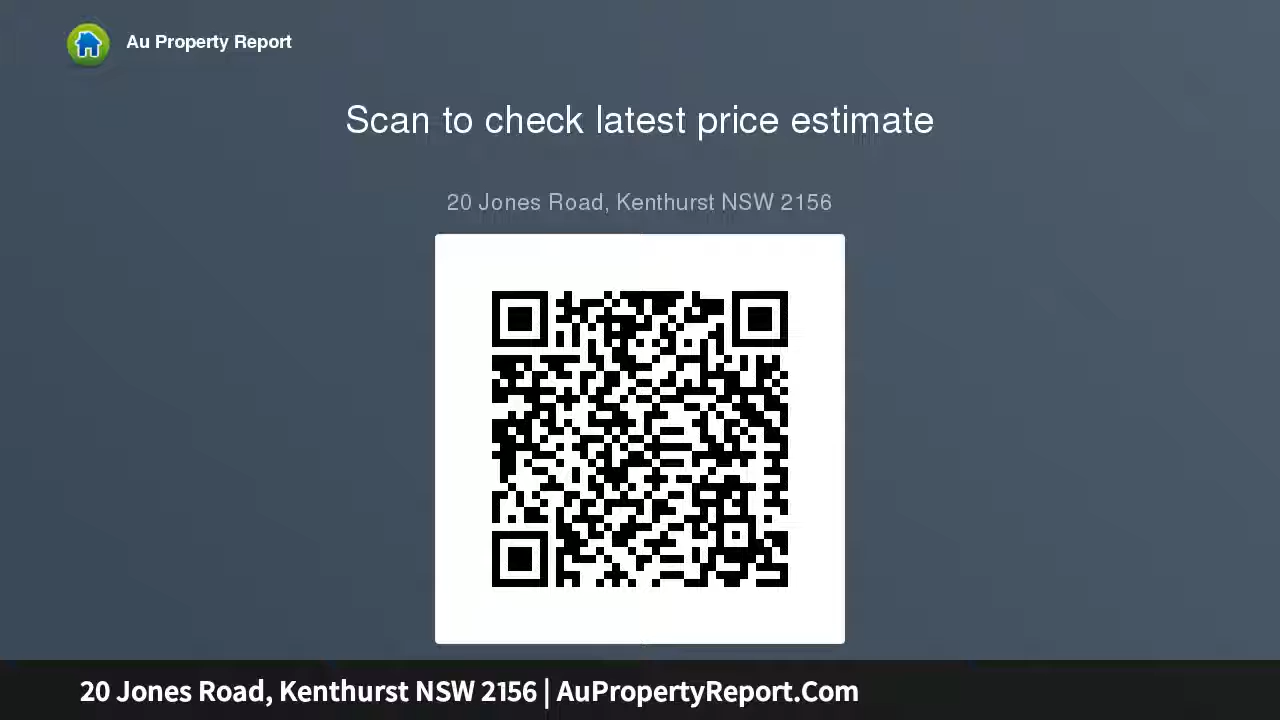 Au Property Report
Scan to check latest price estimate
20 Jones Road, Kenthurst NSW 2156
20 Jones Road, Kenthurst NSW 2156 | AuPropertyReport.Com